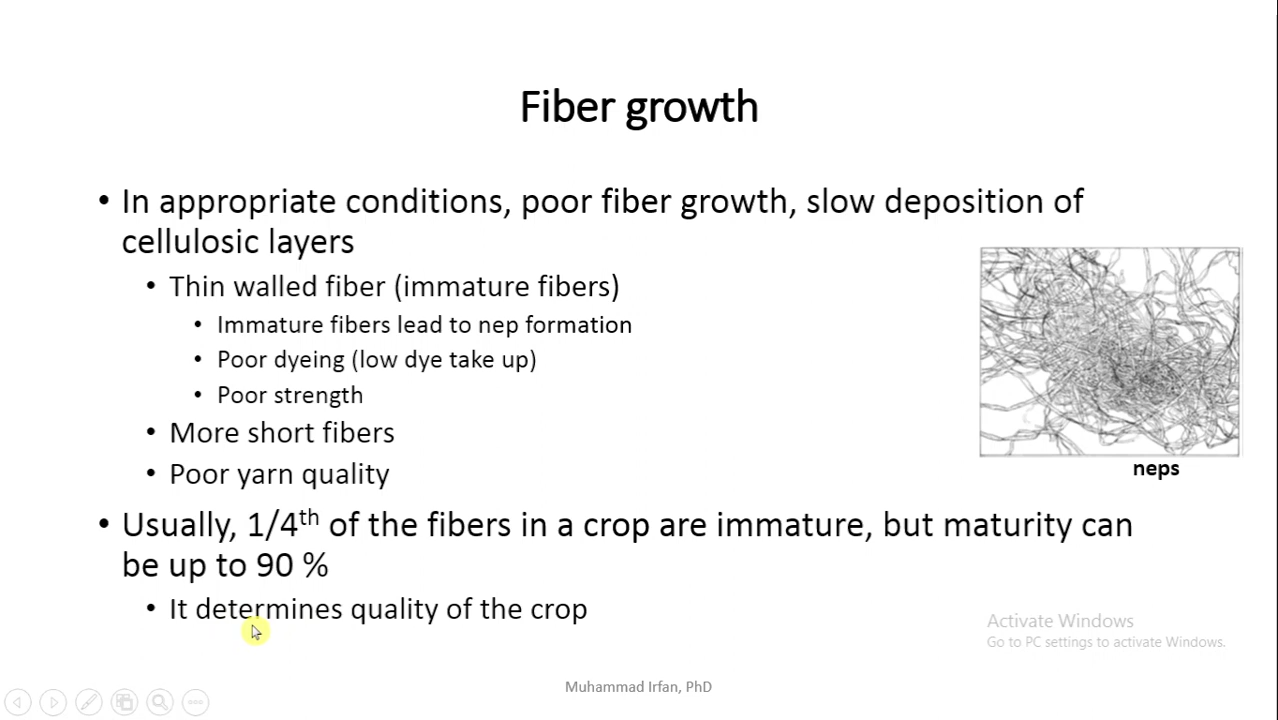 Fiber growth
• In appropriate conditions, poor fiber growth, slow deposition of
cellulosic layers
• Thin walled fiber (immature fibers)
• Immature fibers lead to nep formation
• Poor dyeing (low dye take up)
• Poor strength
• More short fibers
• Poor yarn quality
neps
• Usually, 1/4th of the fibers in a crop are immature, but maturity can
be up to 90 %
• It determines quality of the crop
Activate Windows
Go to PC settings to activate Windows.
Muhammad Irfan, PhD